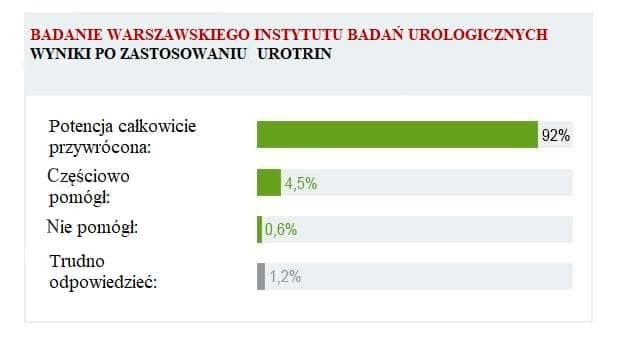 BADANIE WARSZAWSKIEGO INSTYTUTU BADAŃ UROLOGICZNYCH
WYNIKI PO ZASTOSOWANIU UROTRIN
Potencja całkowicie
przywrócona:
92%
Częściowo
pomógł:
4,5%
Nie pomógł:
0,6%
Trudno
odpowiedzieć:
1,2%